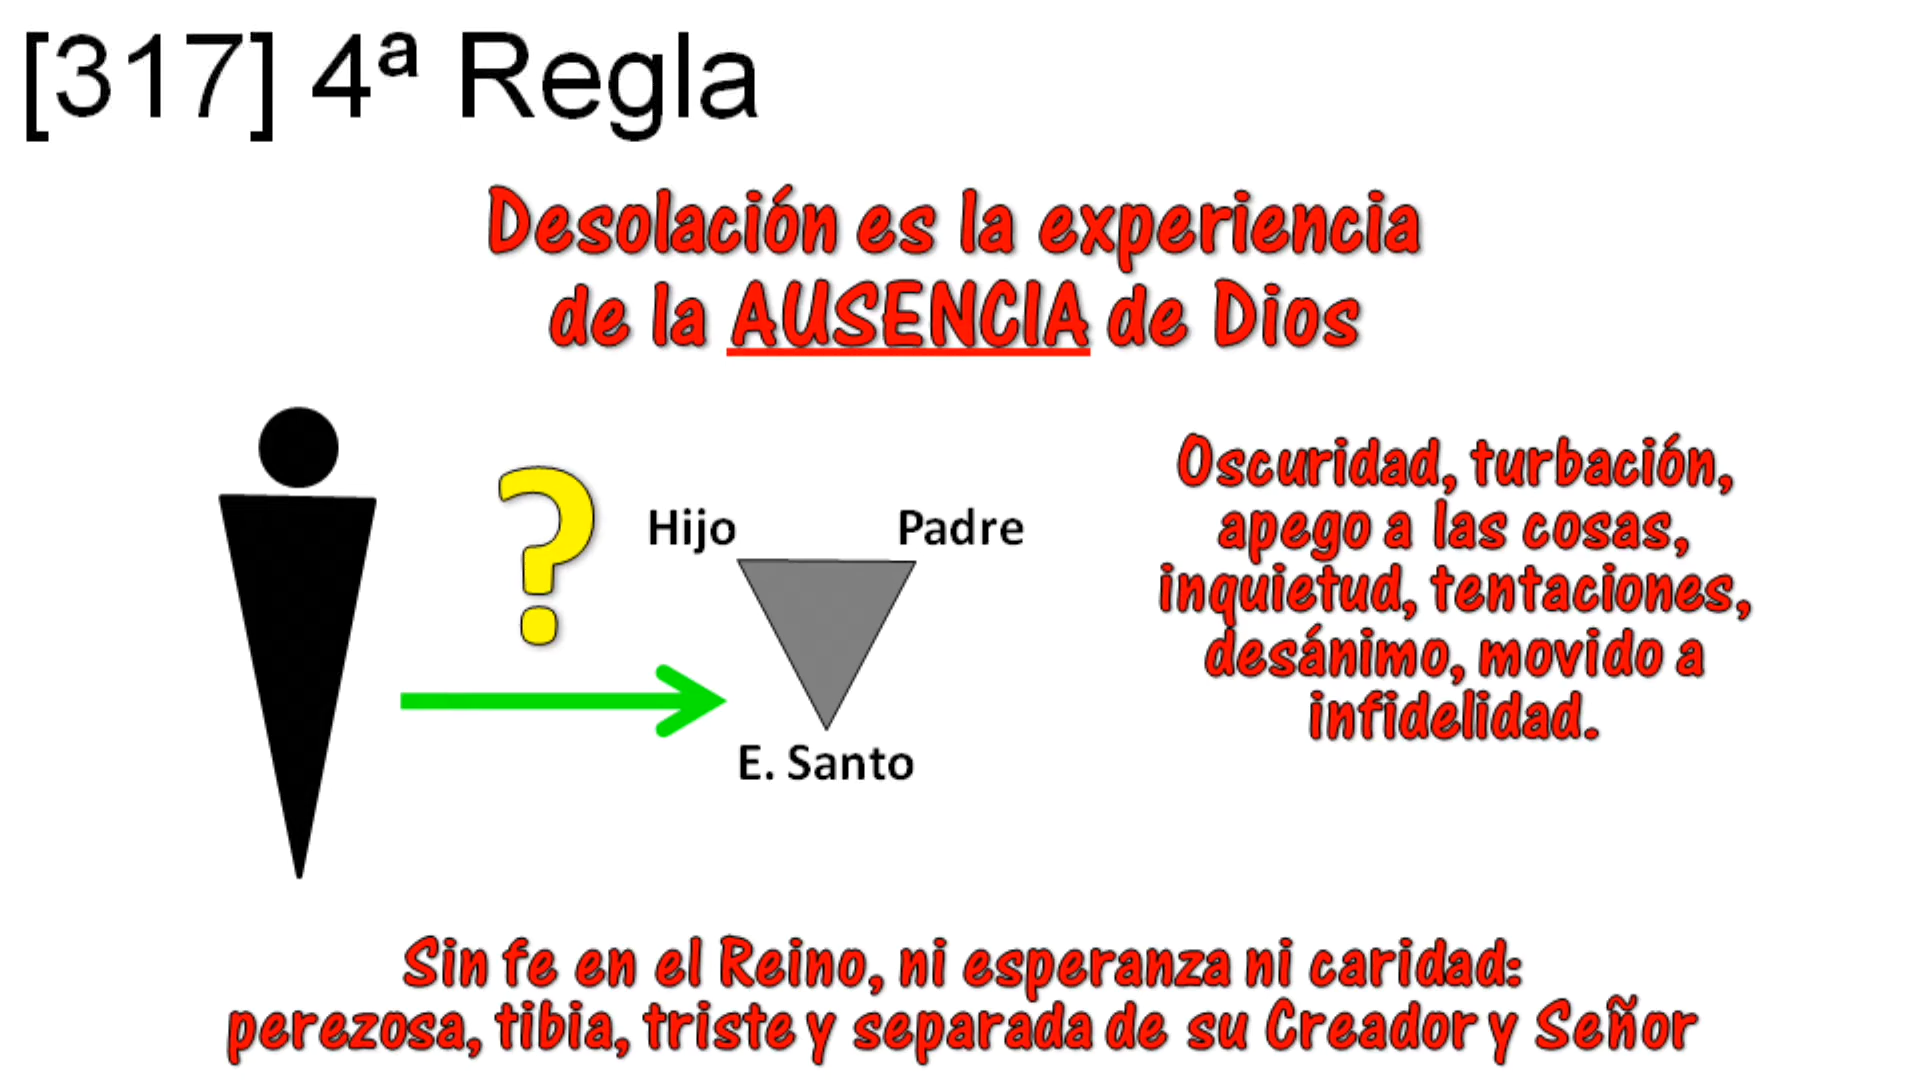 [317] 4ª Regla
Desolación es la experiencia
de la AUSENCIA de Dios
?
Hijo
Padre
E. Santo
Oscuridad, turbación,
apego a las cosas,
inquietud, tentaciones,
desánimo, movido a
infidelidad.
Sin fe en el Reino, ni esperanza ni caridad:
perezosa, tibia, triste y separada de su Creador y Señor